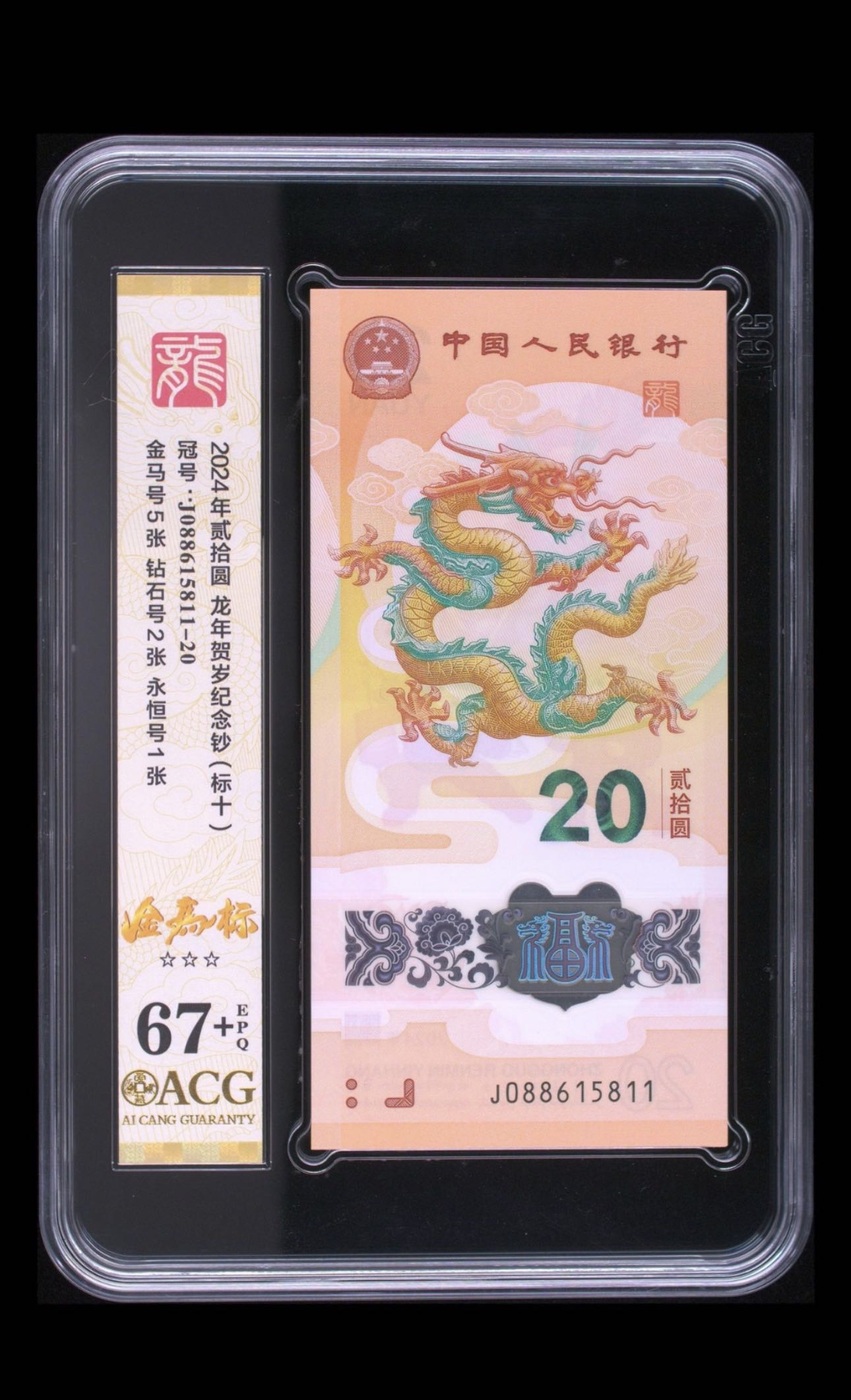 龍
2024年贰拾圆 龙年贺岁纪念钞(标十)
冠号:J088615811-20
金马号5张 钻石号2张 永恒号1张
金马标
☆☆☆
67+EPQ
ACG
AI CANG GUARANTY
中国人民银行
龍
20
贰拾圆
福
J088615811
ACG